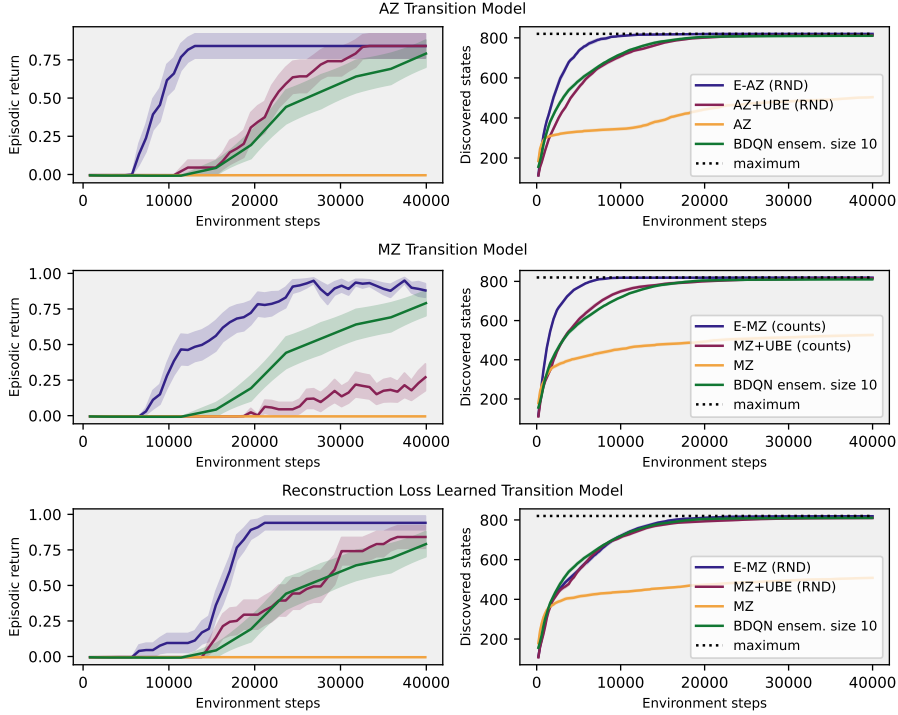 AZ Transition Model
Episodic return
0.75
0.50
0.25
0.00
0 10000 20000 30000 40000
Environment steps
Discovered states
800
600
400
200
E-AZ (RND)
AZ+UBE (RND)
AZ
BDQN ensem. size 10
maximum
0 10000 20000 30000 40000
Environment steps
MZ Transition Model
Episodic return
1.00
0.75
0.50
0.25
0.00
0 10000 20000 30000 40000
Environment steps
Discovered states
800
600
400
200
E-MZ (counts)
MZ+UBE (counts)
MZ
BDQN ensem. size 10
maximum
0 10000 20000 30000 40000
Environment steps
Reconstruction Loss Learned Transition Model
Episodic return
1.00
0.75
0.50
0.25
0.00
0 10000 20000 30000 40000
Environment steps
Discovered states
800
600
400
200
E-MZ (RND)
MZ+UBE (RND)
MZ
BDQN ensem. size 10
maximum
0 10000 20000 30000 40000
Environment steps